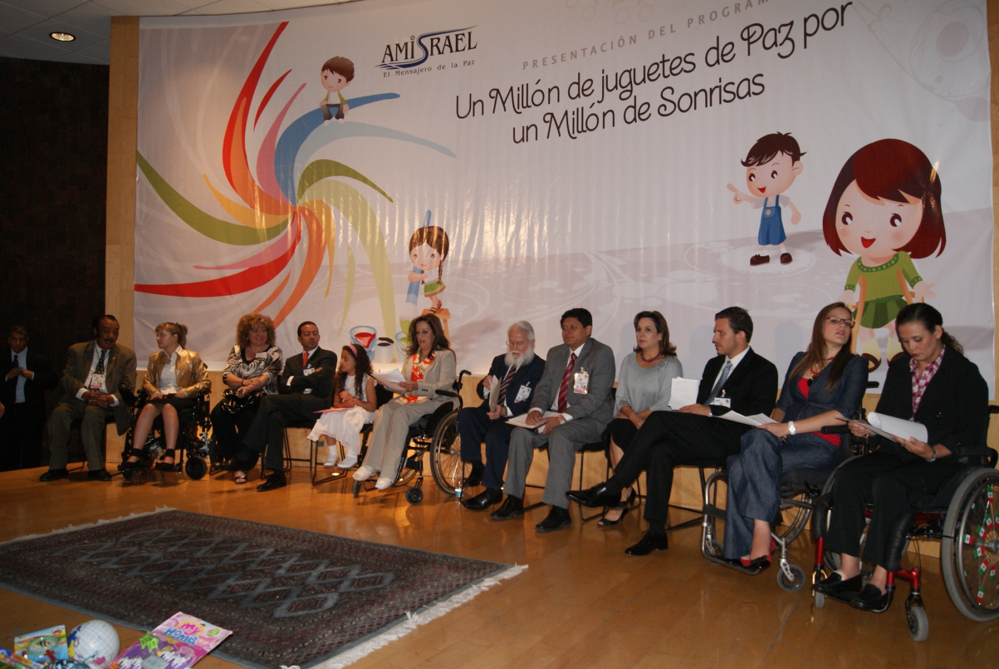 AMISRAEL
El Mensajero de la Paz
PRESENTACIÓN DEL PROGRAM
Un Millón de juguetes de Paz por
un Millón de Sonrisas
My
Home